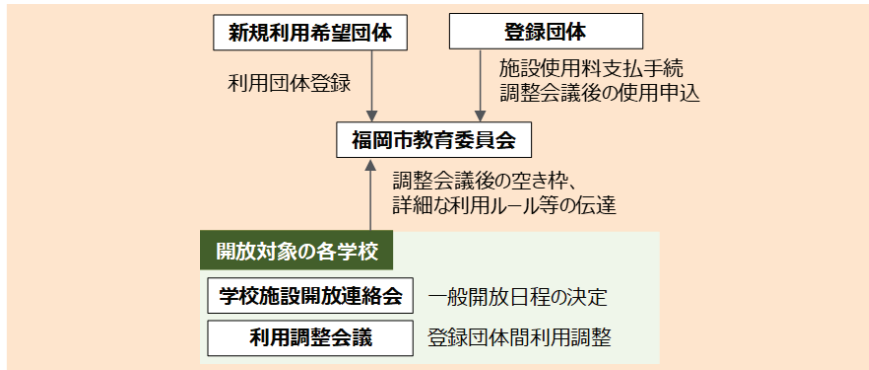 新規利用希望団体
登録団体
利用団体登録
施設使用料支払手続
調整会議後の使用申込
福岡市教育委員会
調整会議後の空き枠、
詳細な利用ルール等の伝達
開放対象の各学校
学校施設開放連絡会
一般開放日程の決定
利用調整会議
登録団体間利用調整